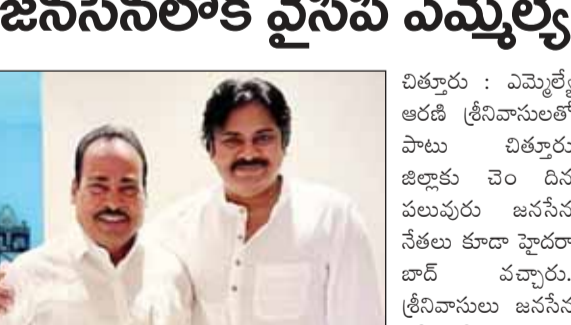 జనసేనలోకి వైసీపీ ఎమ్మెల్యే
చిత్తూరు : ఎమ్మెల్యే
ఆరణి శ్రీనివాసులతో
పాటు చిత్తూరు
జిల్లాకు చెం దిన
పలువురు జనసేన
నేతలు కూడా హైదరా
బాద్ వచ్చారు.
శ్రీనివాసులు జనసేన